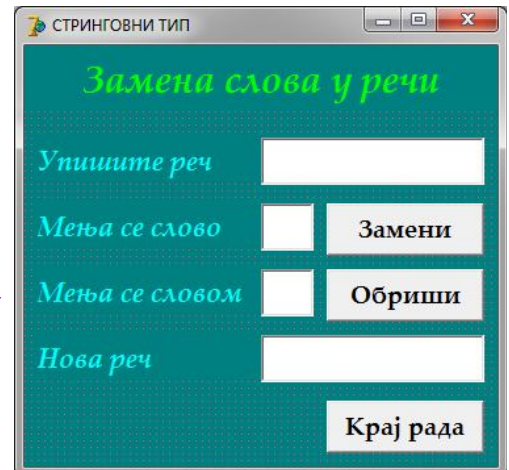 СТРИНГОВНИ ТИП
Замена слова у речи
Упишите реч
Мења се слово
Замени
Мења се словом
Обриши
Нова реч
Крај рада